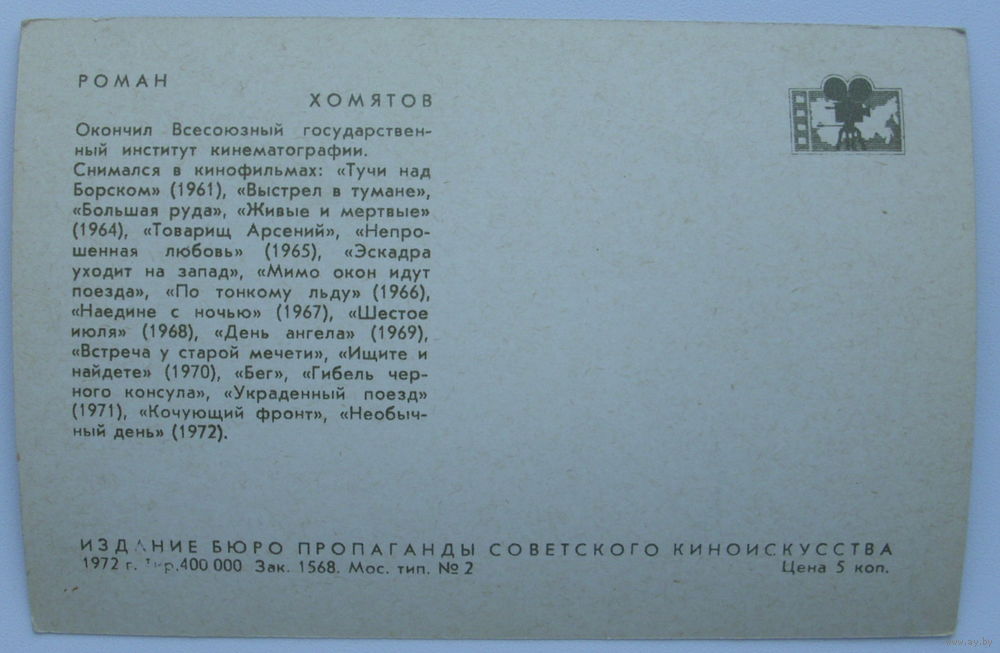 РОМАН
ХОМЯТОВ
Окончил Всесоюзный государствен-
ный институт кинематографии.
Снимался в кинофильмах: «Тучи над
Борском» (1961), «Выстрел в тумане»,
«Большая руда», «Живые и мертвые»
(1964), «Товарищ Арсений», «Непро-
шенная любовь» (1965), «Эскадра
уходит на запад», «Мимо окон идут
поезда», «По тонкому льду» (1966),
«Наедине с ночью» (1967), «Шестое
июля» (1968), «День ангела» (1969),
«Встреча у старой мечети», «Ищите и
найдете» (1970), «Бег», «Гибель чер-
ного консула», «Украденный поезд»
(1971), «Кочующий фронт», «Необыч-
ный день» (1972).
ИЗДАНИЕ БЮРО ПРОПАГАНДЫ СОВЕТСКОГО КИНОИСКУССТВА
1972 г. Тир.400 000 Зак. 1568. Мос. тип. № 2 Цена 5 коп.
www.ay.by